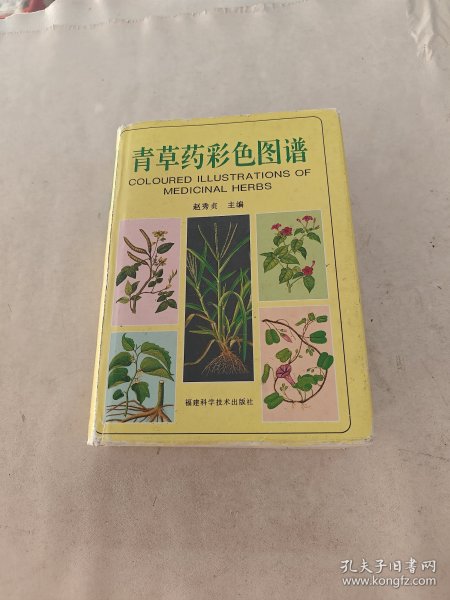 青草药彩色图谱
COLOURED ILLUSTRATIONS OF
MEDICINAL HERBS
赵秀贞 主编
福建科学技术出版社
孔夫子旧书网
www.kongfz.com